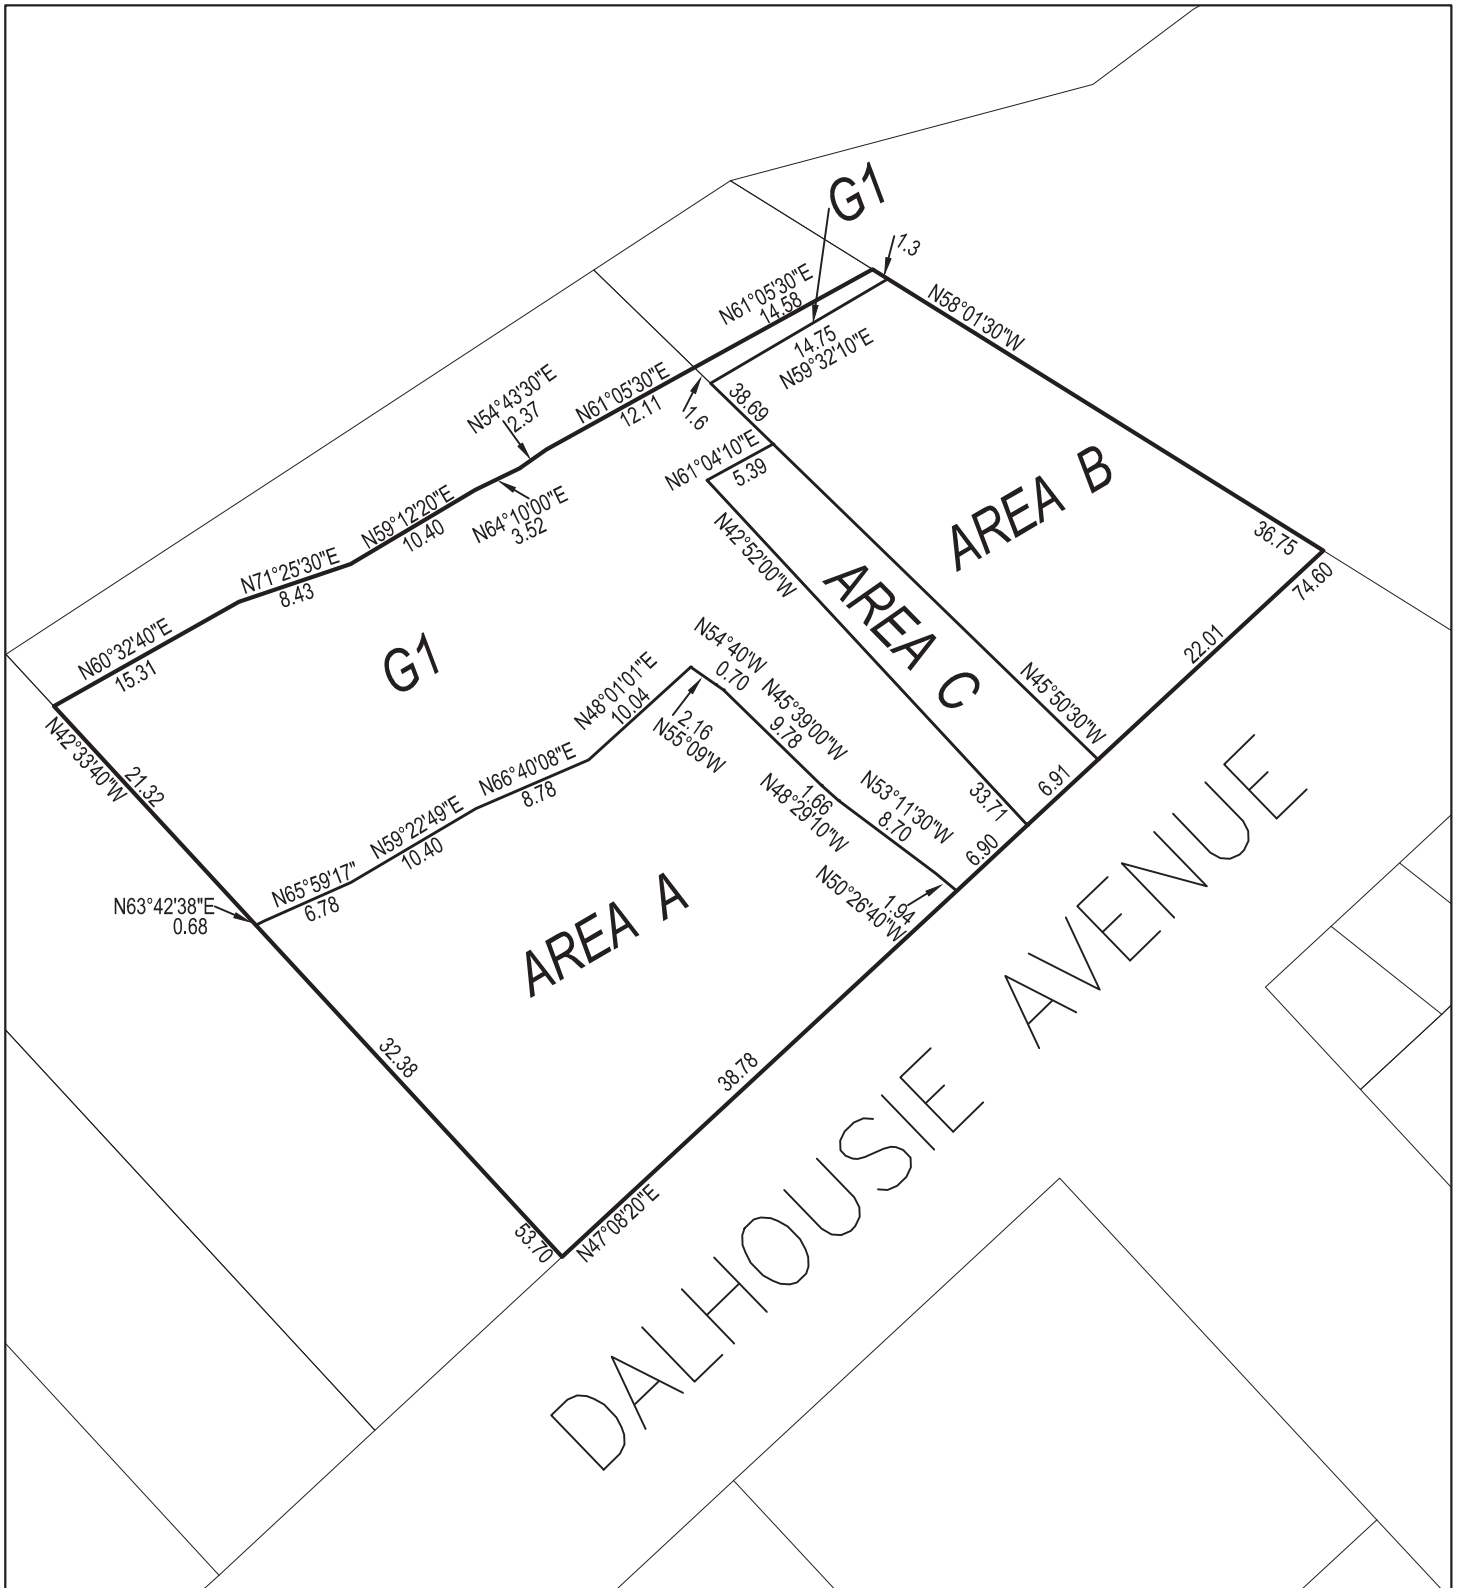 G1
1.3
N61°05'30"E
14.58
N58°01'30"W
14.75
N59°32'10"E
N54°43'30"E
2.37
N61°05'30"E
12.11
1.6
38.69
N61°04'10"E
5.39
N59°12'20"E
10.40
N64°10'00"E
3.52
AREA B
36.75
74.60
N42°52'00"W
N71°25'30"E
8.43
AREA C
22.01
N60°32'40"E
15.31
G1
N54°40'W
0.70
N48°01'01"E
10.04
2.16
N55°09'W
N45°39'00"W
9.78
N45°50'30"W
N42°33'40"W
21.32
N66°40'08"E
8.78
1.66
N48°29'10"W
N53°11'30"W
8.70
33.71
6.91
N59°22'49"E
10.40
6.90
N65°59'17"
6.78
N63°42'38"E
0.68
AREA A
1.94
N50°26'40"W
32.38
38.78
53.70
N47°08'20"E
DALHOUSIE AVENUE